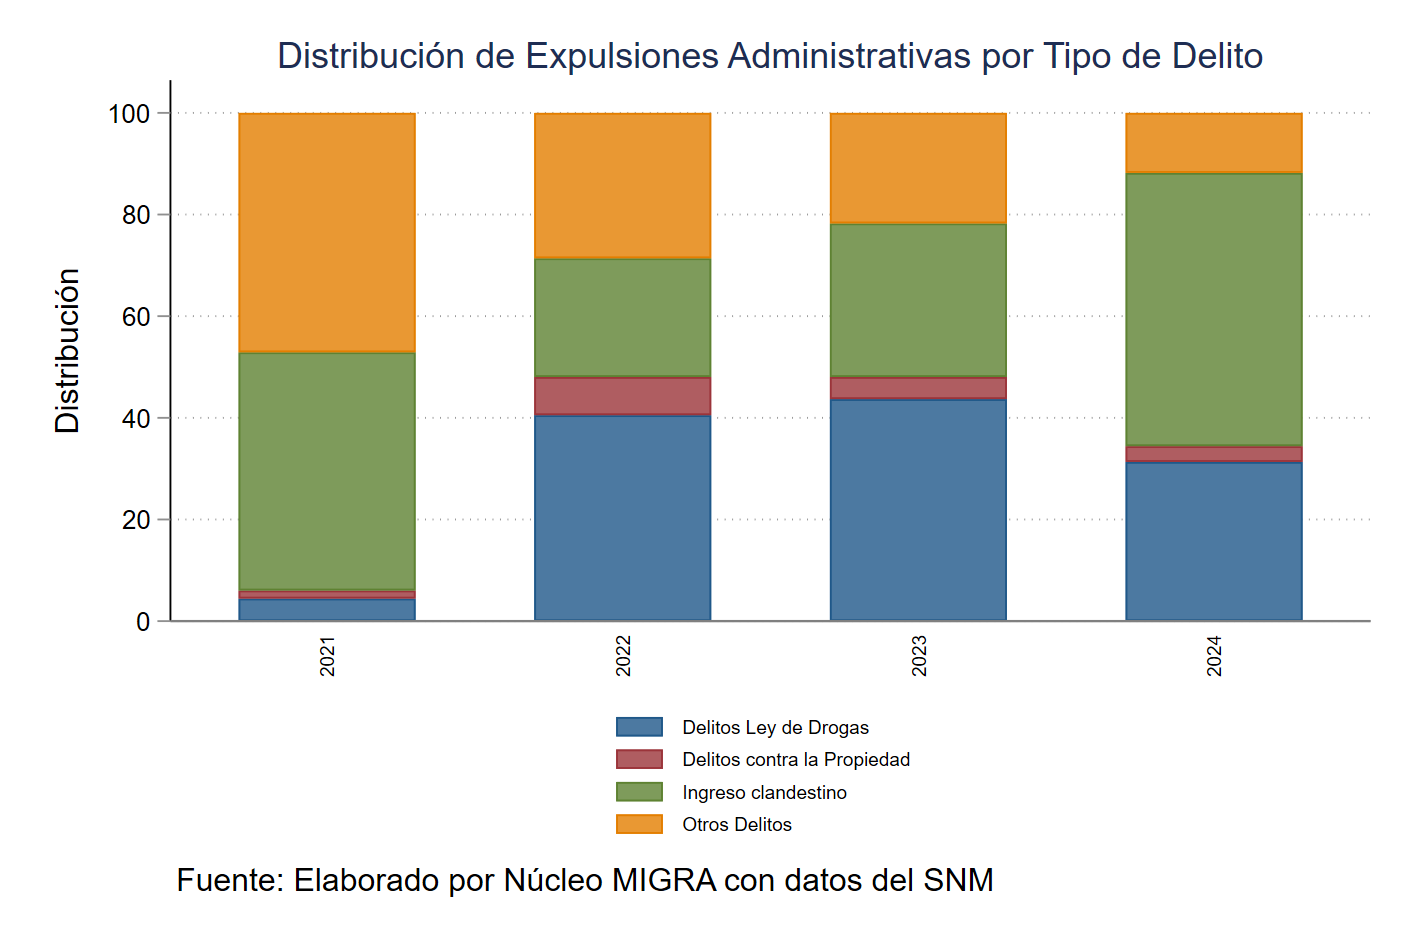 Distribución de Expulsiones Administrativas por Tipo de Delito
Distribución
100
80
60
40
20
0
2021
2022
2023
2024
Delitos Ley de Drogas
Delitos contra la Propiedad
Ingreso clandestino
Otros Delitos
Fuente: Elaborado por Núcleo MIGRA con datos del SNM